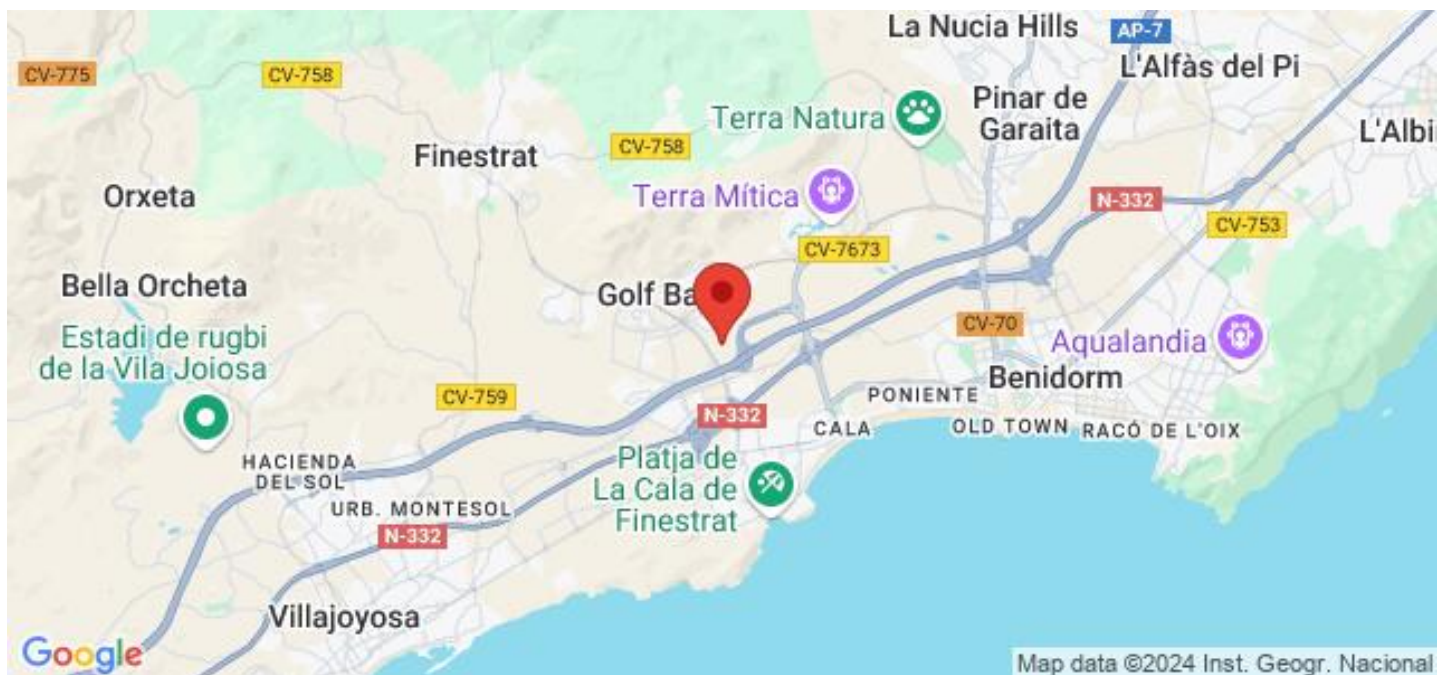 La Nucia Hills
AP-7
CV-775
CV-758
L'Alfàs del Pi
Terra Natura
Pinar de
Garaita
L'Albi
Finestrat
CV-758
Orxeta
Terra Mítica
N-332
CV-753
CV-7673
Bella Orcheta
Golf Ba
Estadi de rugbi
de la Vila Joiosa
CV-70
Aqualandia
Benidorm
CV-759
PONIENTE
N-332
CALA
OLD TOWN
RACÓ DE L'OIX
HACIENDA
DEL SOL
Platja de
La Cala de
Finestrat
URB. MONTESOL
N-332
Villajoyosa
Google
Map data ©2024 Inst. Geogr. Nacional